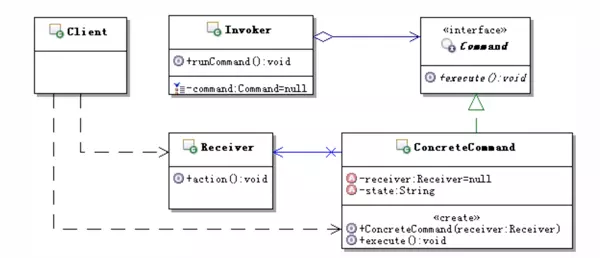 Client
Invoker
+runCommand():void
-command:Command=null
«interface»
Command
+execute():void
Receiver
+action():void
ConcreteCommand
-receiver:Receiver=null
-state:String
«create»
+ConcreteCommand(receiver:Receiver)
+execute():void